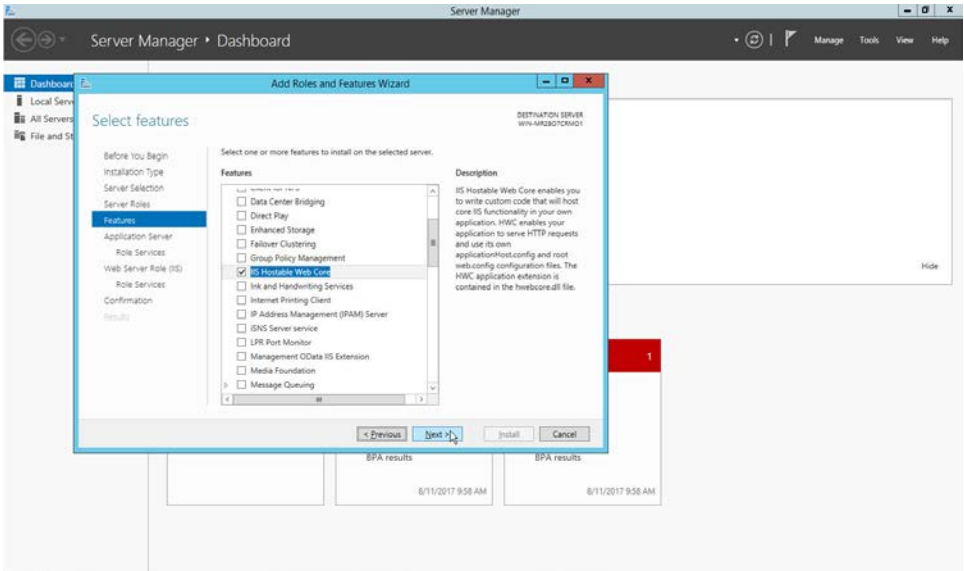 Server Manager
Server Manager • Dashboard
Manage Tools View Help
Dashboard
Local Serv
All Servers
File and St
Add Roles and Features Wizard
Select features
DESTINATION SERVER
WIN-MR2BO7CRMO1
Before You Begin
Installation Type
Server Selection
Server Roles
Features
Application Server
Role Services
Web Server Role (IIS)
Role Services
Confirmation
Results
Select one or more features to install on the selected server.
Features
Data Center Bridging
Direct Play
Enhanced Storage
Failover Clustering
Group Policy Management
IIS Hostable Web Core
Ink and Handwriting Services
Internet Printing Client
IP Address Management (IPAM) Server
iSNS Server service
LPR Port Monitor
Management OData IIS Extension
Media Foundation
Message Queuing
Description
IIS Hostable Web Core enables you
to write custom code that will host
core IIS functionality in your own
application. HWC enables your
application to serve HTTP requests
and use its own
applicationHost.config and root
web.config configuration files. The
HWC application extension is
contained in the hwebcore.dll file.
< Previous Next > Install Cancel
Hide
1
BPA results
8/11/2017 9:58 AM
BPA results
8/11/2017 9:58 AM